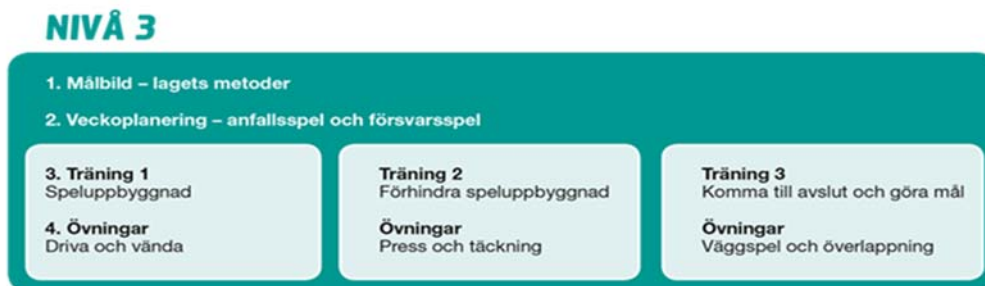 NIVÅ 3
1. Målbild – lagets metoder
2. Veckoplanering – anfallsspel och försvarsspel
3. Träning 1
Speluppbyggnad
4. Övningar
Driva och vända
Träning 2
Förhindra speluppbyggnad
Övningar
Press och täckning
Träning 3
Komma till avslut och göra mål
Övningar
Väggspel och överlappning